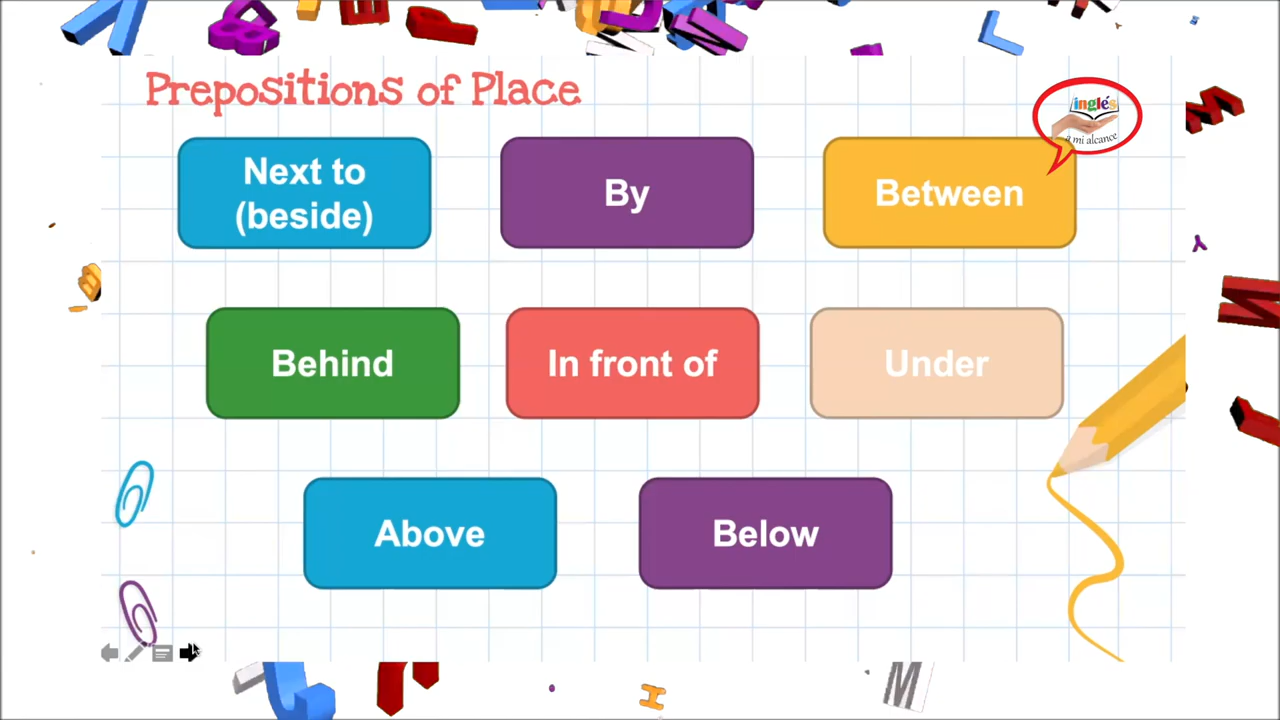 Prepositions of Place
inglés
a mi alcance
Next to
(beside)
By
Between
Behind
In front of
Under
Above
Below